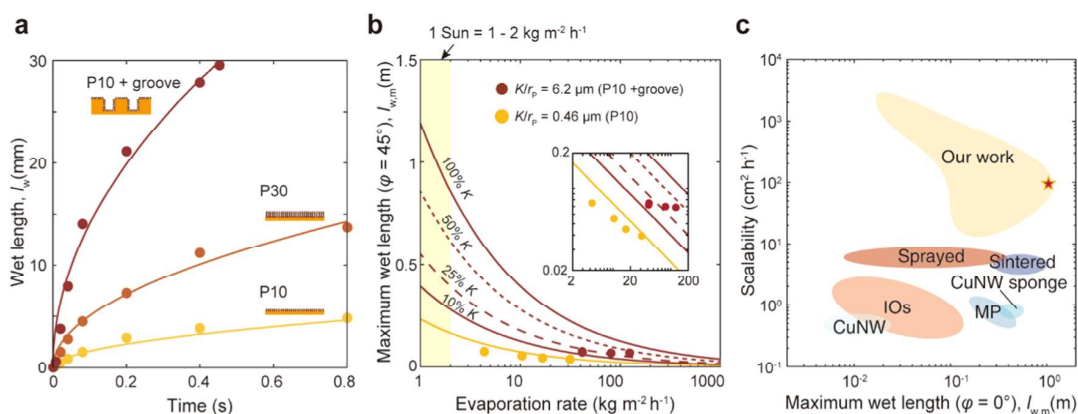 a
Wet length, l_w (mm)
30
20
10
0
0
0.2
0.4
0.6
0.8
Time (s)
P10 + groove
P30
P10
b
1 Sun = 1 - 2 kg m⁻² h⁻¹
Maximum wet length (φ = 45°), l_w,m (m)
1.5
1
0.5
0
1
10
100
1000
Evaporation rate (kg m⁻² h⁻¹)
K/r_p = 6.2 µm (P10 +groove)
K/r_p = 0.46 µm (P10)
100% K
50% K
25% K
10% K
0.2
0.02
2
20
200
c
Scalability (cm² h⁻¹)
10⁴
10³
10²
10¹
10⁰
10⁻¹
10⁻²
10⁻¹
10⁰
Maximum wet length (φ = 0°), l_w,m (m)
Our work
Sprayed
Sintered
CuNW sponge
IOs
MP
CuNW